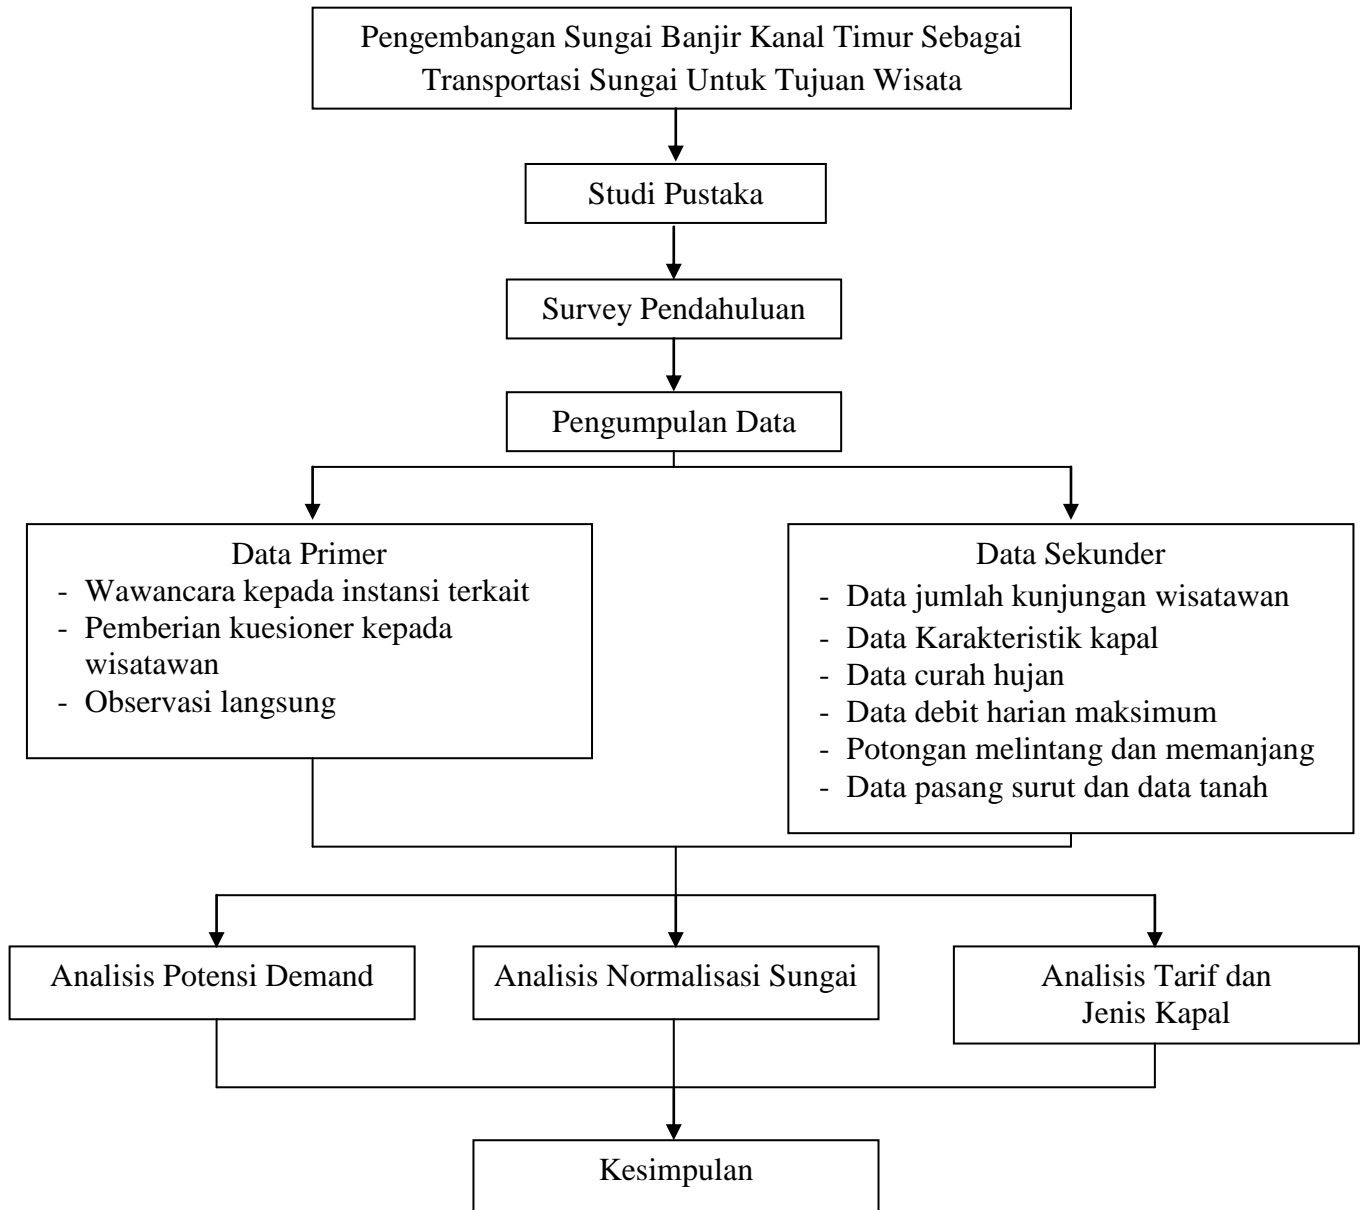 Pengembangan Sungai Banjir Kanal Timur Sebagai
Transportasi Sungai Untuk Tujuan Wisata
Studi Pustaka
Survey Pendahuluan
Pengumpulan Data
Data Primer
- Wawancara kepada instansi terkait
- Pemberian kuesioner kepada
wisatawan
- Observasi langsung
Data Sekunder
- Data jumlah kunjungan wisatawan
- Data Karakteristik kapal
- Data curah hujan
- Data debit harian maksimum
- Potongan melintang dan memanjang
- Data pasang surut dan data tanah
Analisis Potensi Demand
Analisis Normalisasi Sungai
Analisis Tarif dan
Jenis Kapal
Kesimpulan